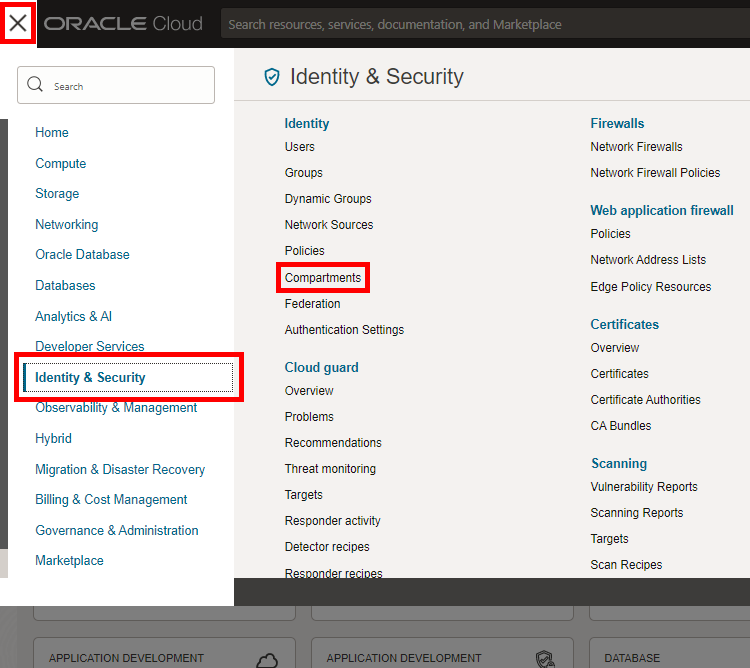 ORACLE Cloud
Search resources, services, documentation, and Marketplace
Search
Home
Compute
Storage
Networking
Oracle Database
Databases
Analytics & AI
Developer Services
Identity & Security
Observability & Management
Hybrid
Migration & Disaster Recovery
Billing & Cost Management
Governance & Administration
Marketplace
Identity & Security
Identity
Users
Groups
Dynamic Groups
Network Sources
Policies
Compartments
Federation
Authentication Settings
Cloud guard
Overview
Problems
Recommendations
Threat monitoring
Targets
Responder activity
Detector recipes
Responder recipes
Firewalls
Network Firewalls
Network Firewall Policies
Web application firewall
Policies
Network Address Lists
Edge Policy Resources
Certificates
Overview
Certificates
Certificate Authorities
CA Bundles
Scanning
Vulnerability Reports
Scanning Reports
Targets
Scan Recipes
APPLICATION DEVELOPMENT
APPLICATION DEVELOPMENT
DATABASE